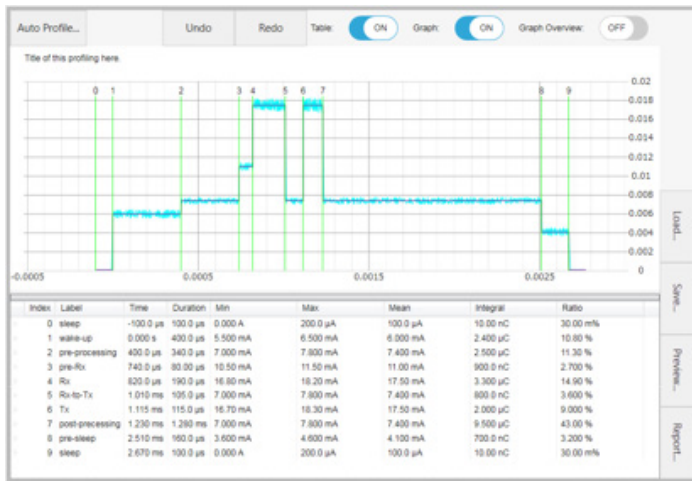 Auto Profile... Undo Redo Table: ON Graph: ON Graph Overview: OFF
Title of this profiling here.
0 1 2 3 4 5 6 7 8 9
0.02
0.018
0.016
0.014
0.012
0.01
0.008
0.006
0.004
0.002
0
-0.0005 0.0005 0.0015 0.0025
Index Label Time Duration Min Max Mean Integral Ratio
0 sleep -100.0 µs 100.0 µs 0.000 A 200.0 µA 100.0 µA 10.00 nC 30.00 m%
1 wake-up 0.000 s 400.0 µs 5.500 mA 6.500 mA 6.000 mA 2.400 µC 10.80 %
2 pre-processing 400.0 µs 340.0 µs 7.000 mA 7.800 mA 7.400 mA 2.500 µC 11.30 %
3 pre-Rx 740.0 µs 80.00 µs 10.50 mA 11.50 mA 11.00 mA 900.0 nC 2.700 %
4 Rx 820.0 µs 190.0 µs 16.80 mA 18.20 mA 17.50 mA 3.300 µC 14.90 %
5 Rx-to-Tx 1.010 ms 105.0 µs 7.000 mA 7.800 mA 7.400 mA 800.0 nC 3.600 %
6 Tx 1.115 ms 115.0 µs 16.70 mA 18.30 mA 17.50 mA 2.000 µC 9.000 %
7 post-precessing 1.230 ms 1.280 ms 7.000 mA 7.800 mA 7.400 mA 9.500 µC 43.00 %
8 pre-sleep 2.510 ms 160.0 µs 3.600 mA 4.600 mA 4.100 mA 700.0 nC 3.200 %
9 sleep 2.670 ms 100.0 µs 0.000 A 200.0 µA 100.0 µA 10.00 nC 30.00 m%
Load...
Save...
Preview...
Report...